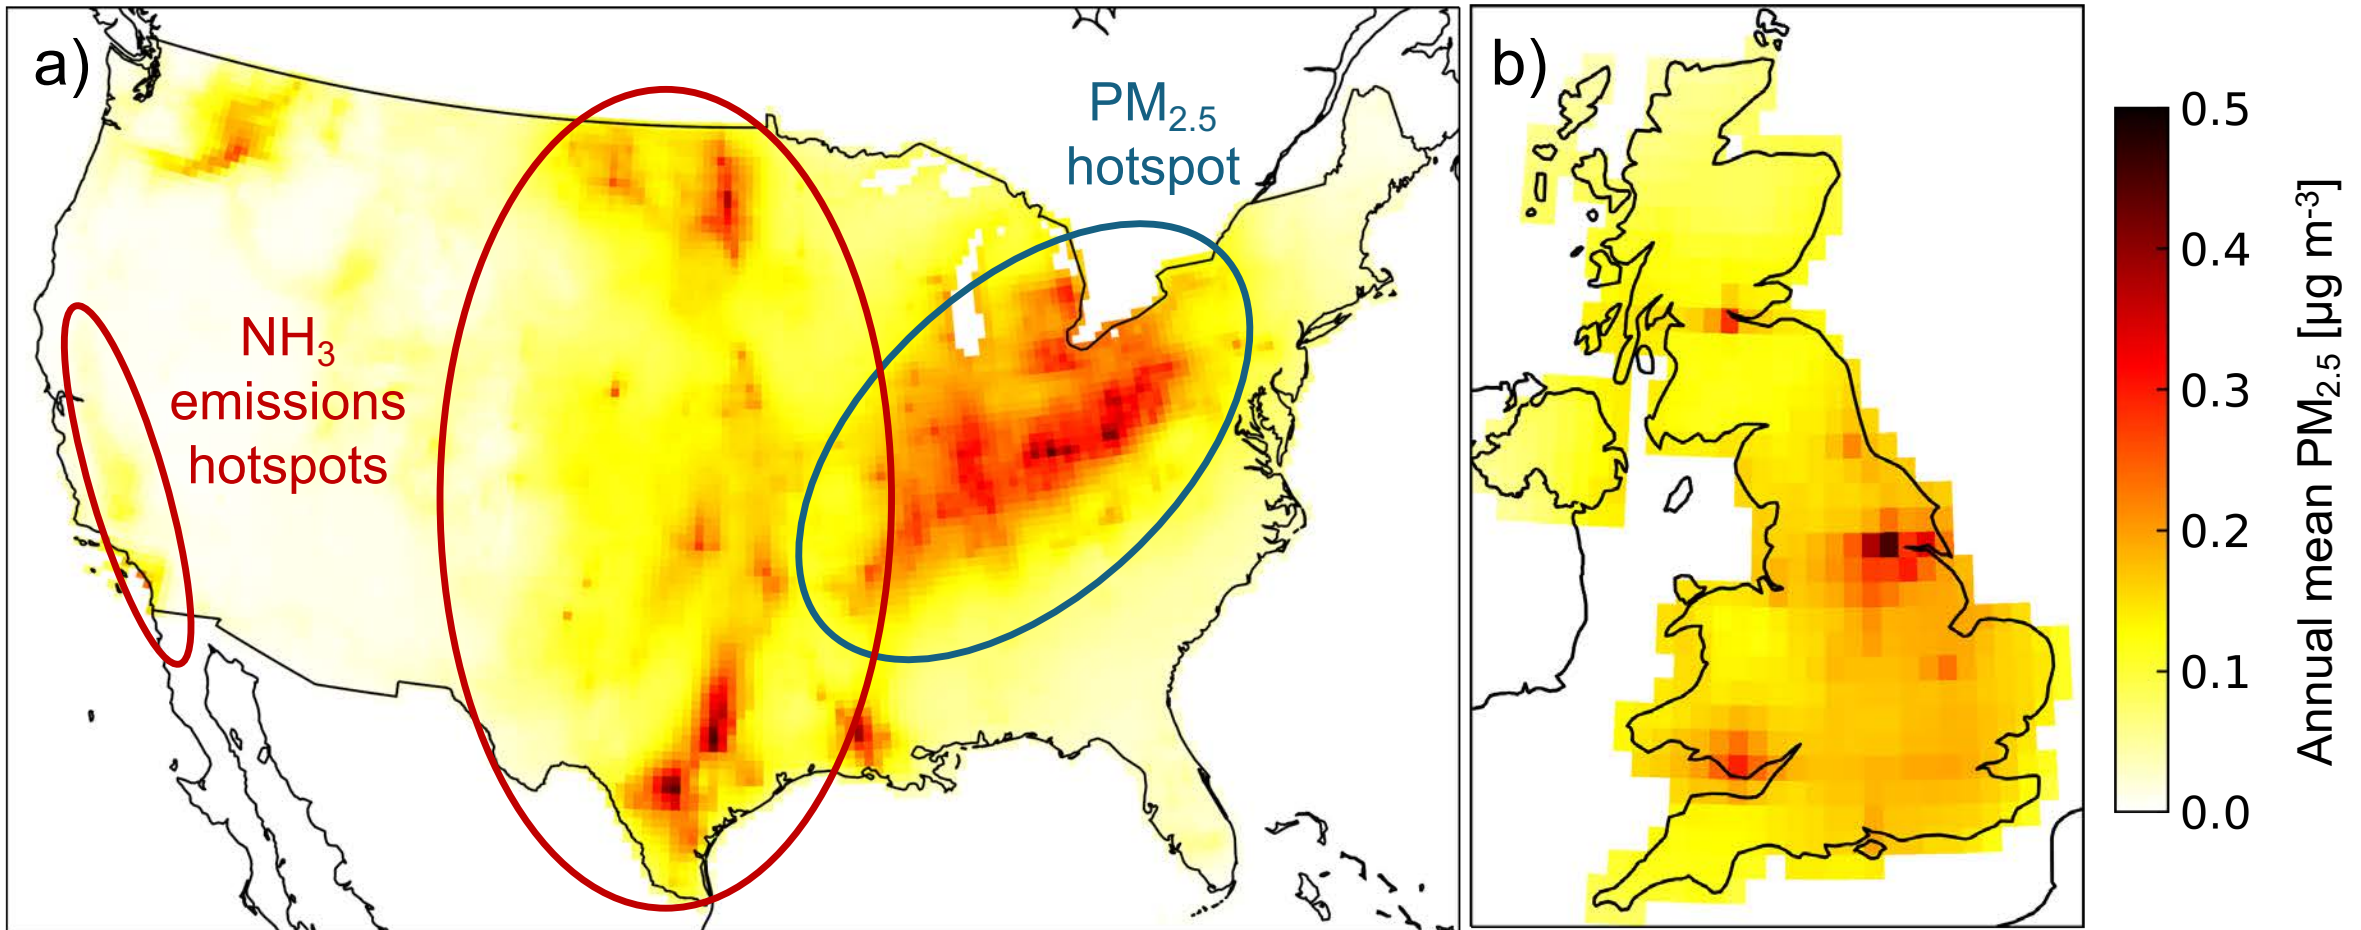 a)
NH₃
emissions
hotspots
PM₂.₅
hotspot
b)
0.5
0.4
0.3
0.2
0.1
0.0
Annual mean PM₂.₅ [µg m⁻³]